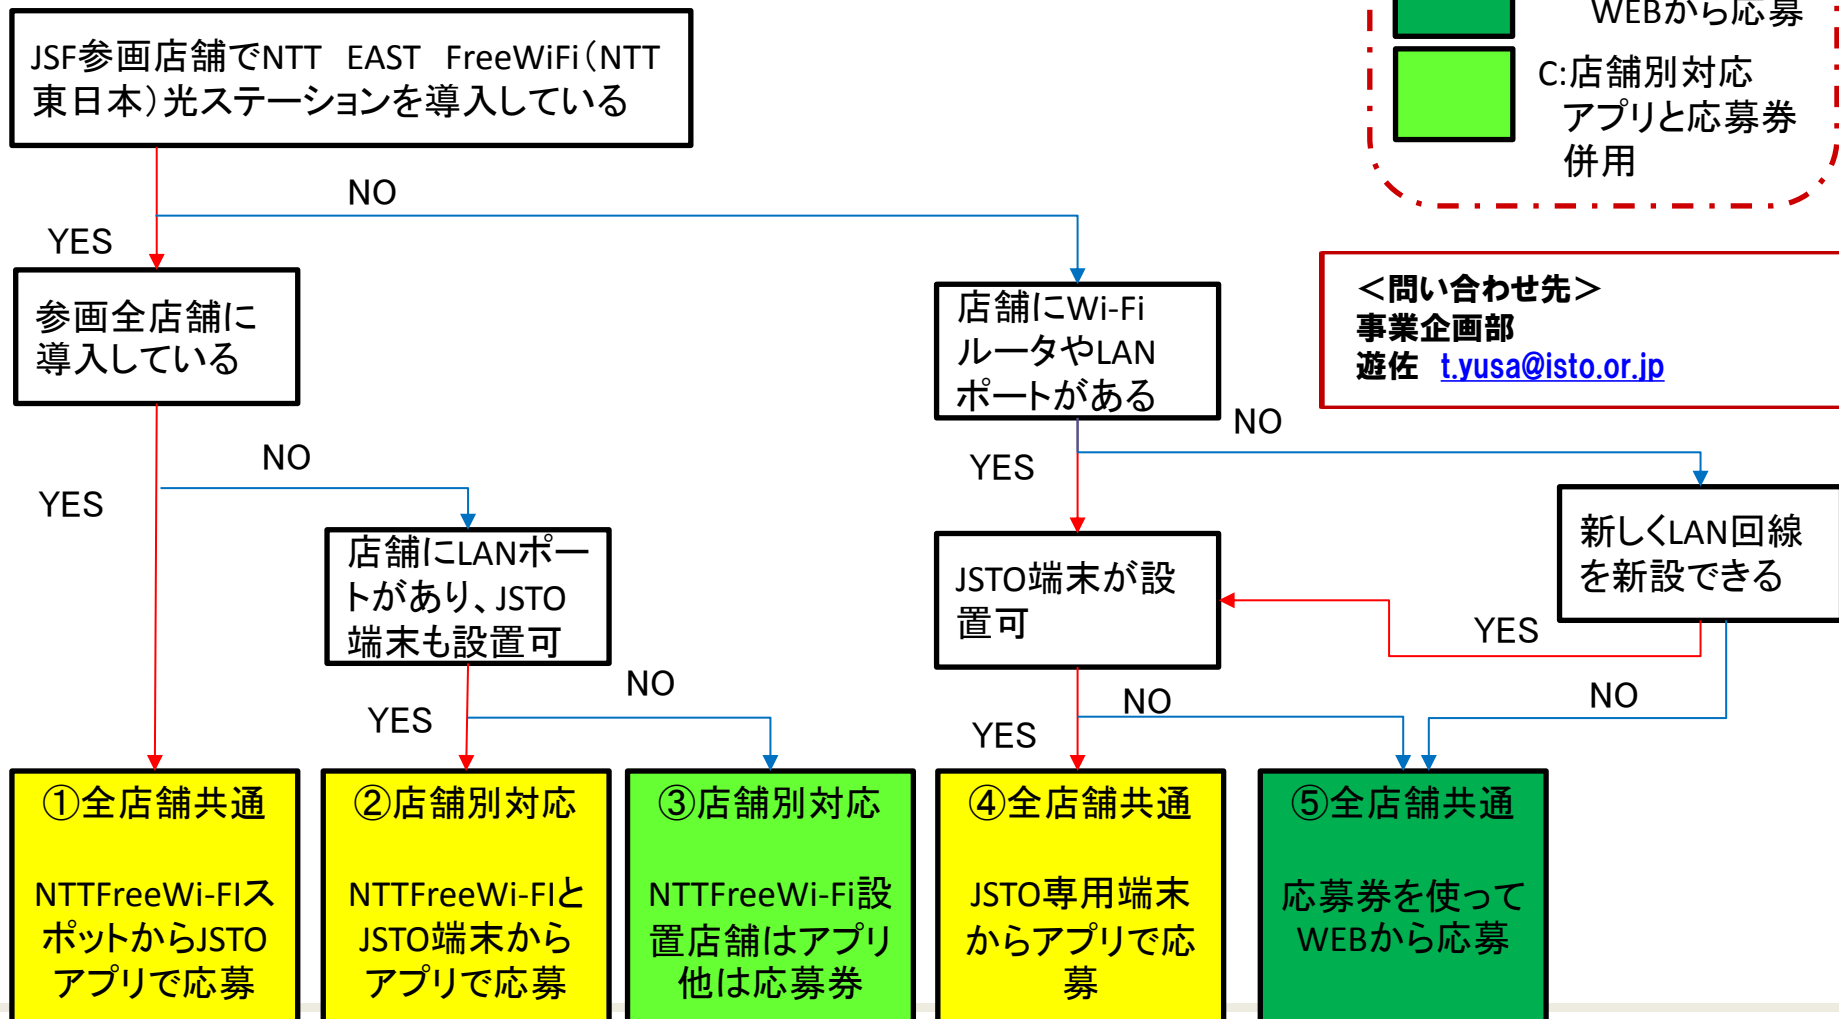 WEBから応募
C:店舗別対応
アプリと応募券
併用
JSF参画店舗でNTT　EAST　FreeWiFi（NTT
東日本）光ステーションを導入している
NO
YES
参画全店舗に
導入している
店舗にWi-Fi
ルータやLAN
ポートがある
＜問い合わせ先＞
事業企画部
遊佐　t.yusa@isto.or.jp
NO
YES
NO
YES
店舗にLANポー
トがあり、JSTO
端末も設置可
JSTO端末が設
置可
新しくLAN回線
を新設できる
YES
NO
YES
NO
YES
NO
①全店舗共通
NTTFreeWi-FIス
ポットからJSTO
アプリで応募
②店舗別対応
NTTFreeWi-FIと
JSTO端末から
アプリで応募
③店舗別対応
NTTFreeWi-Fi設
置店舗はアプリ
他は応募券
④全店舗共通
JSTO専用端末
からアプリで応
募
⑤全店舗共通
応募券を使って
WEBから応募